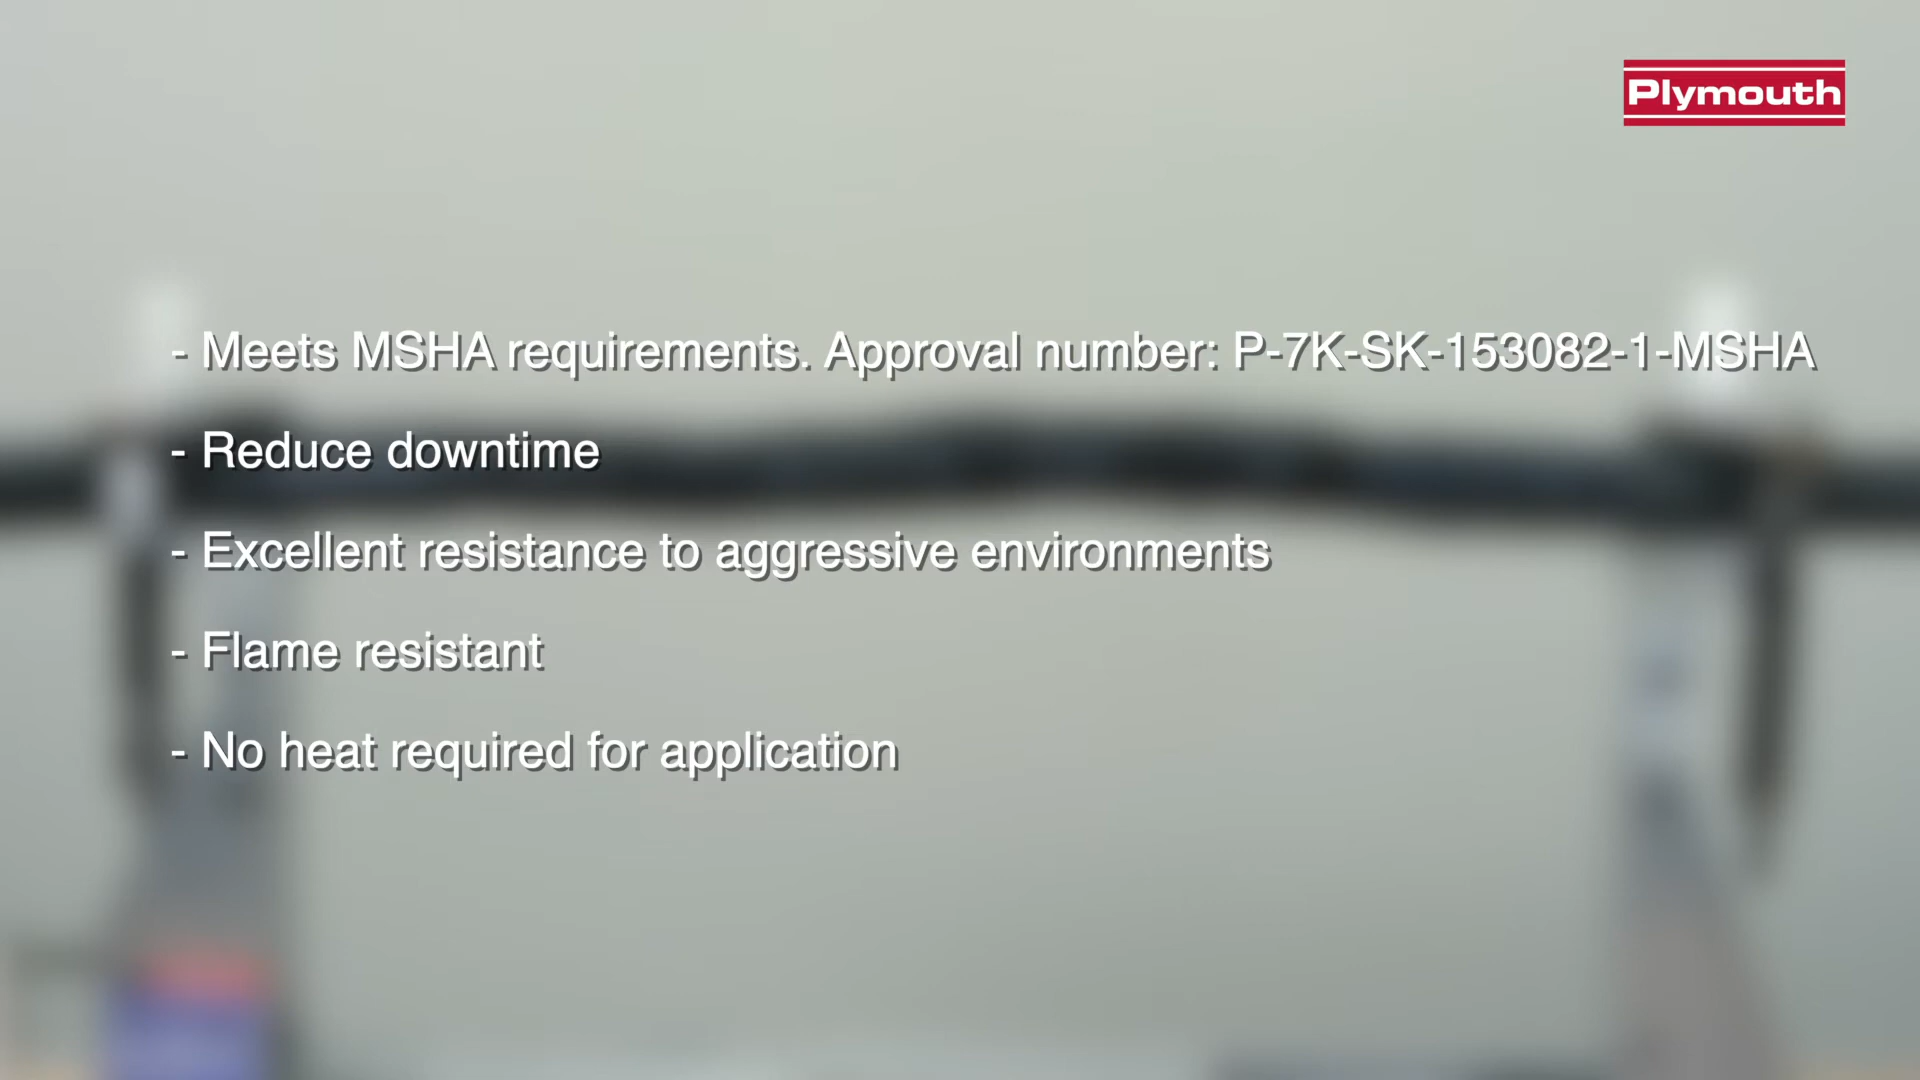 Plymouth
- Meets MSHA requirements. Approval number: P-7K-SK-153082-1-MSHA
- Reduce downtime
- Excellent resistance to aggressive environments
- Flame resistant
- No heat required for application